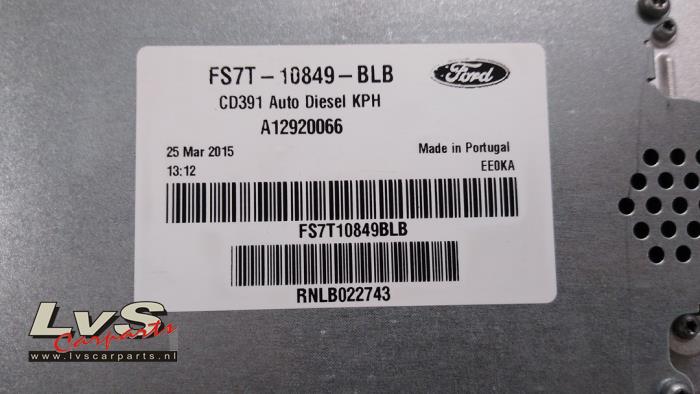 FS7T-10849-BLB
Ford
CD391 Auto Diesel KPH
A12920066
25 Mar 2015
Made in Portugal
13:12
EE0KA
FS7T10849BLB
RNLB022743
LvS
Carparts
www.lvscarparts.nl